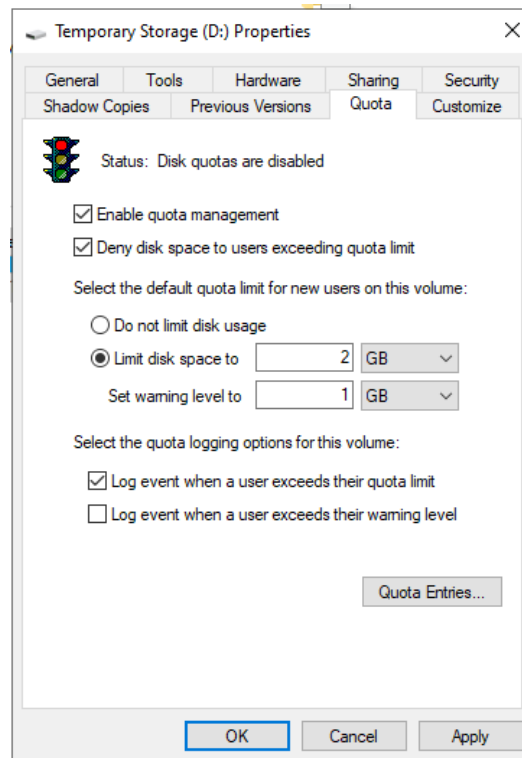 Temporary Storage (D:) Properties
General Tools Hardware Sharing Security
Shadow Copies Previous Versions Quota Customize
Status: Disk quotas are disabled
Enable quota management
Deny disk space to users exceeding quota limit
Select the default quota limit for new users on this volume:
Do not limit disk usage
Limit disk space to 2 GB
Set warning level to 1 GB
Select the quota logging options for this volume:
Log event when a user exceeds their quota limit
Log event when a user exceeds their warning level
Quota Entries...
OK Cancel Apply